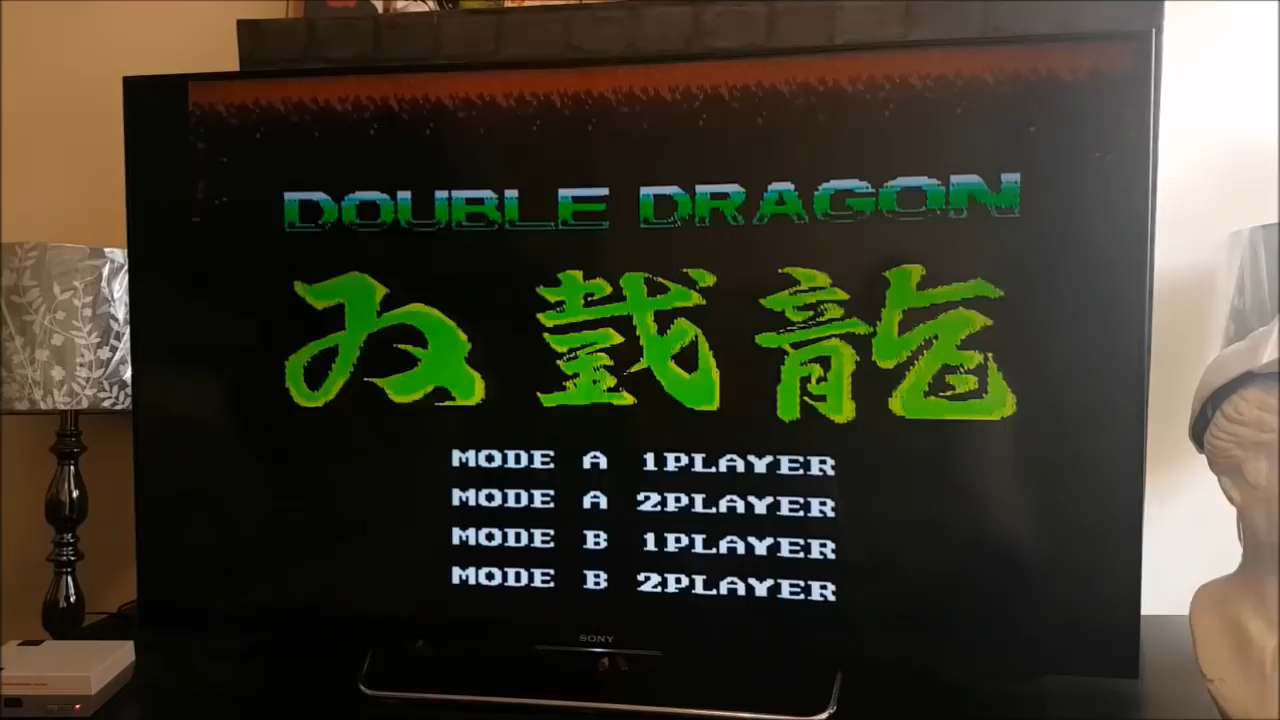 DOUBLE DRAGON
双截龍
MODE A 1PLAYER
MODE A 2PLAYER
MODE B 1PLAYER
MODE B 2PLAYER
SONY